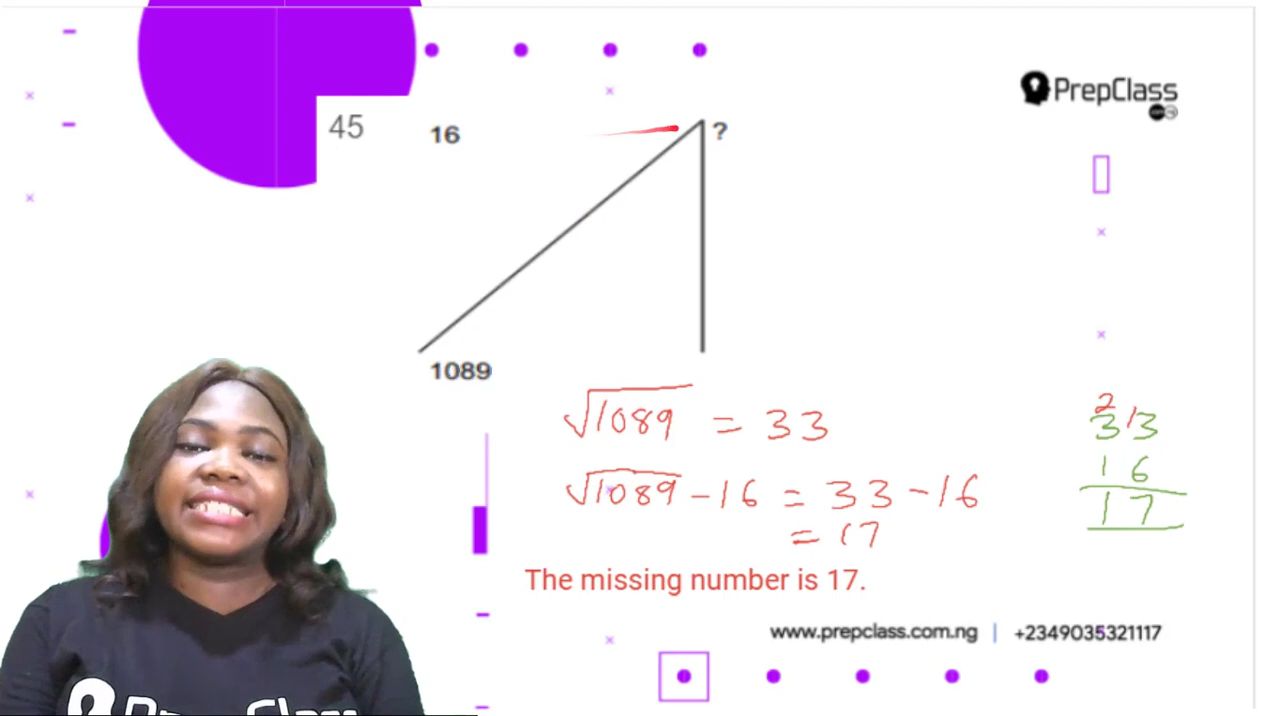 PrepClass
45 16 ?
1089
√1089 = 33
√1089 - 16 = 33 - 16
= 17
2
3 13
1 6
1 7
The missing number is 17.
www.prepclass.com.ng | +2349035321117